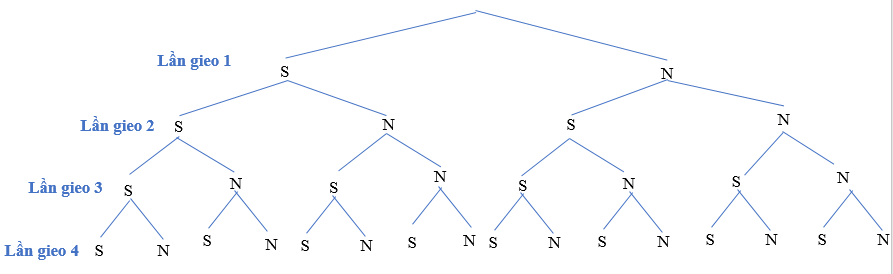 Lần gieo 1 S N
Lần gieo 2 S N S N
Lần gieo 3 S N S N S N S N
Lần gieo 4 S N S N S N S N S N S N S N S N